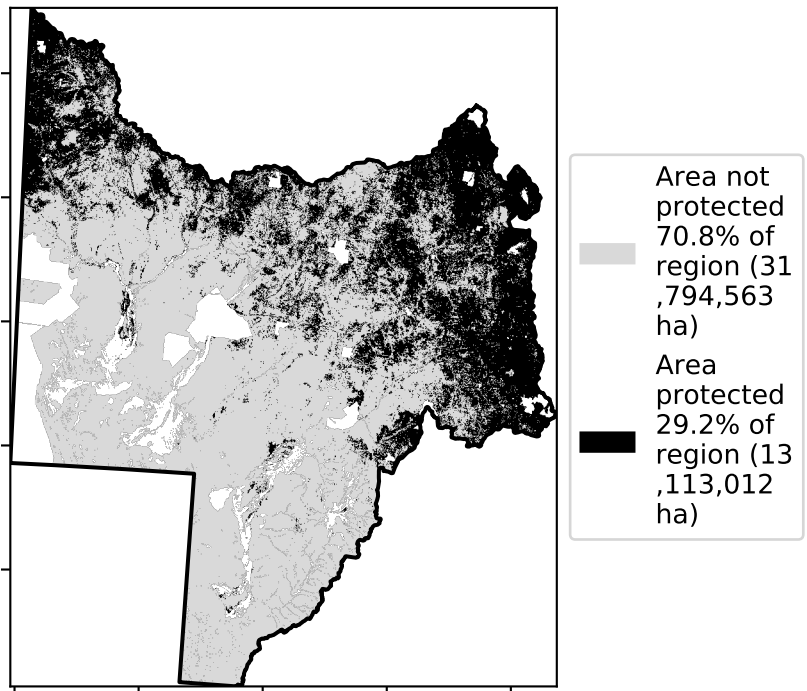 Area not
protected
70.8% of
region (31
,794,563
ha)
Area
protected
29.2% of
region (13
,113,012
ha)